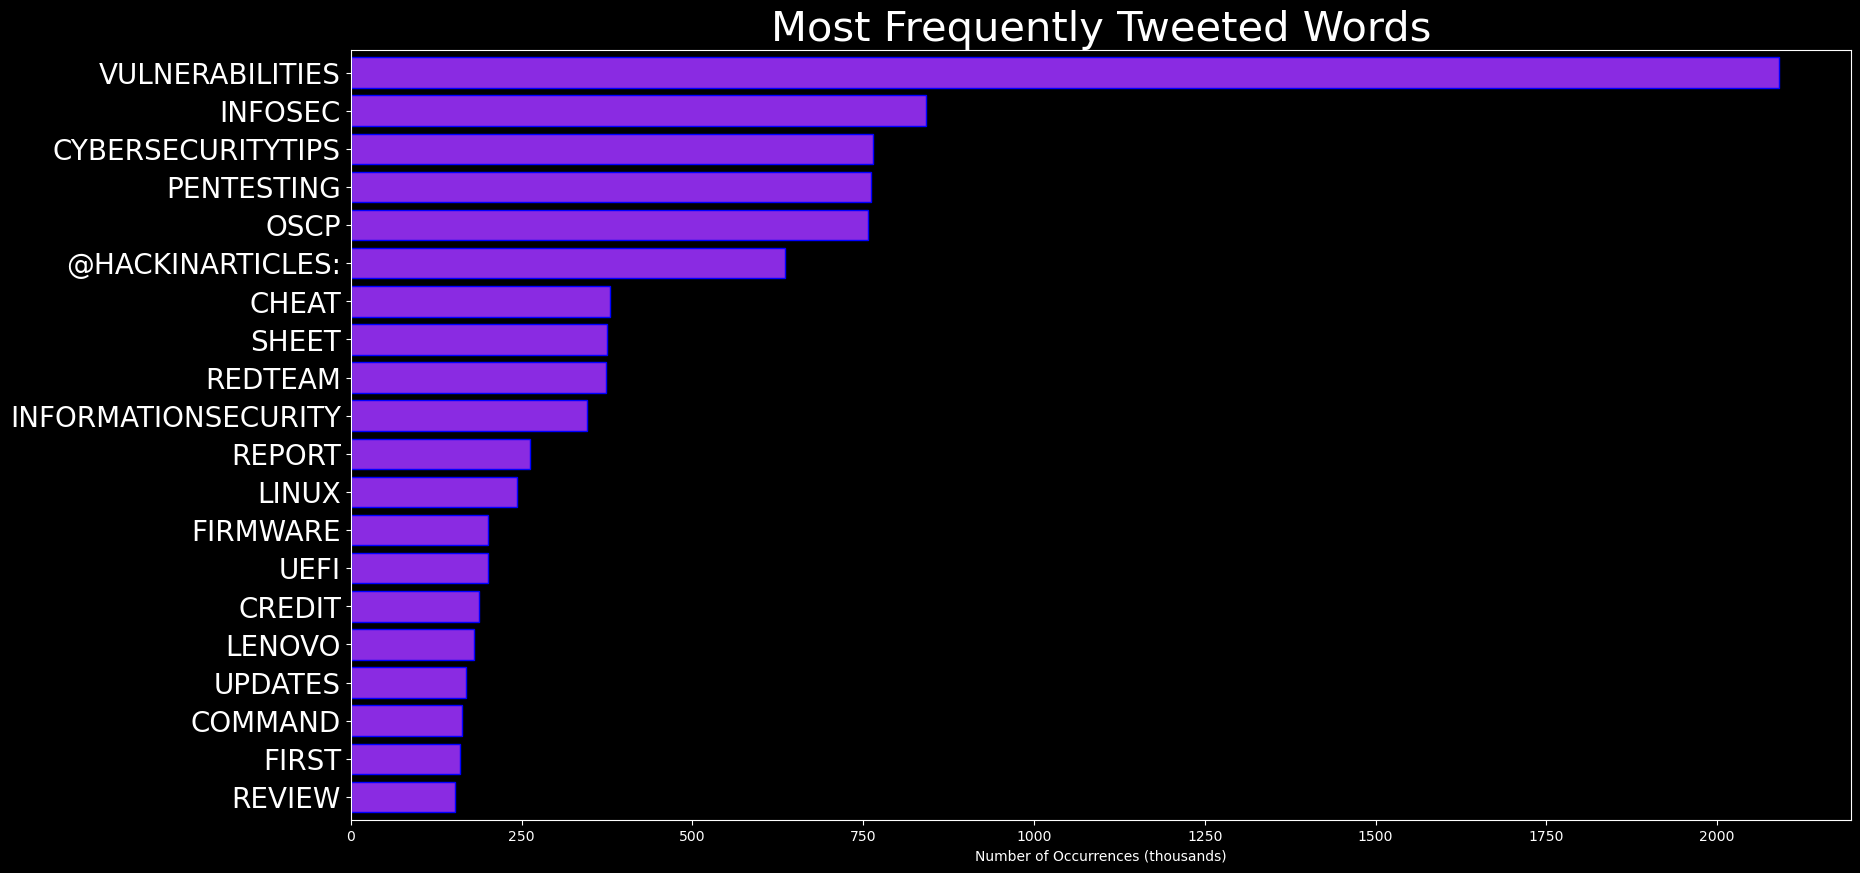 Most Frequently Tweeted Words
VULNERABILITIES
INFOSEC
CYBERSECURITYTIPS
PENTESTING
OSCP
@HACKINARTICLES:
CHEAT
SHEET
REDTEAM
INFORMATIONSECURITY
REPORT
LINUX
FIRMWARE
UEFI
CREDIT
LENOVO
UPDATES
COMMAND
FIRST
REVIEW
0 250 500 750 1000 1250 1500 1750 2000
Number of Occurrences (thousands)